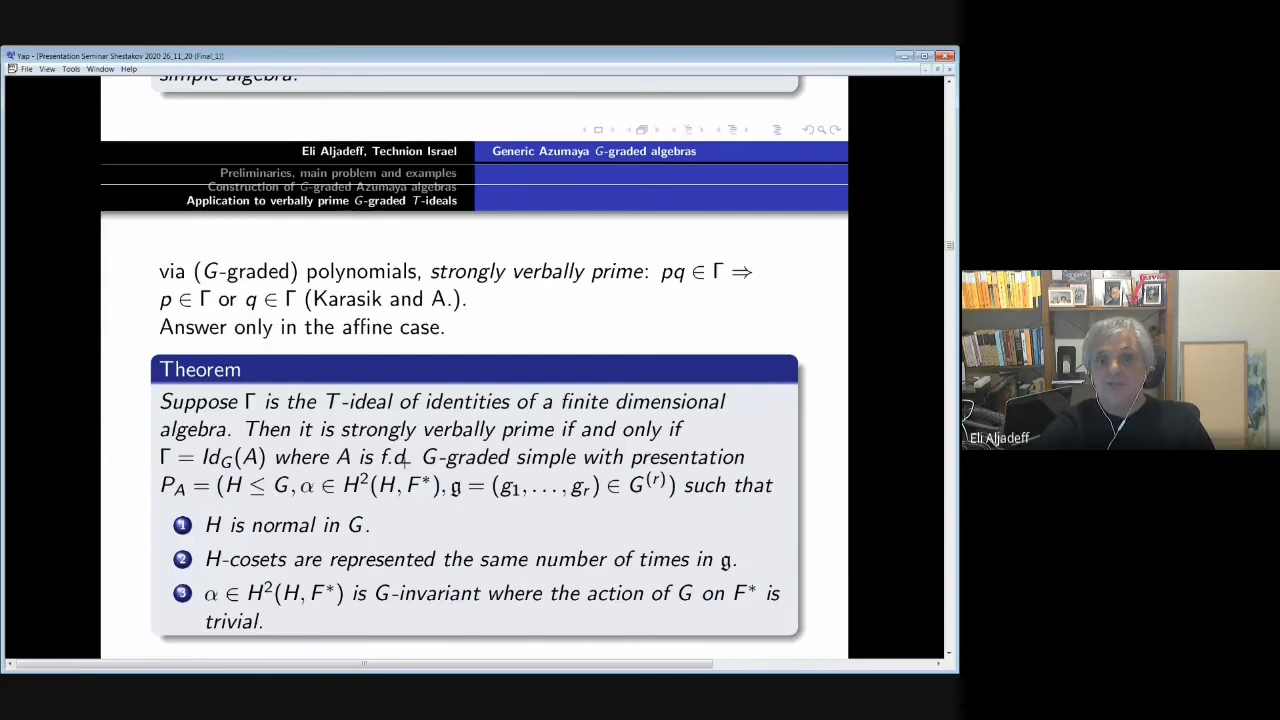 Yap - [Presentation Seminar Shestakov 2020 26_11_20 (Final_1)]
File View Tools Window Help
simple algebra.
Eli Aljadeff, Technion Israel Generic Azumaya G-graded algebras
Preliminaries, main problem and examples
Construction of G-graded Azumaya algebras
Application to verbally prime G-graded T-ideals
via (G-graded) polynomials, strongly verbally prime: pq ∈ Γ ⇒
p ∈ Γ or q ∈ Γ (Karasik and A.).
Answer only in the affine case.
Theorem
Suppose Γ is the T-ideal of identities of a finite dimensional
algebra. Then it is strongly verbally prime if and only if
Γ = Id_G(A) where A is f.d. G-graded simple with presentation
P_A = (H ≤ G, α ∈ H²(H, F*), 𝔤 = (g₁, . . . , g_r) ∈ G^(r)) such that
1 H is normal in G.
2 H-cosets are represented the same number of times in 𝔤.
3 α ∈ H²(H, F*) is G-invariant where the action of G on F* is
trivial.
Eli Aljadeff